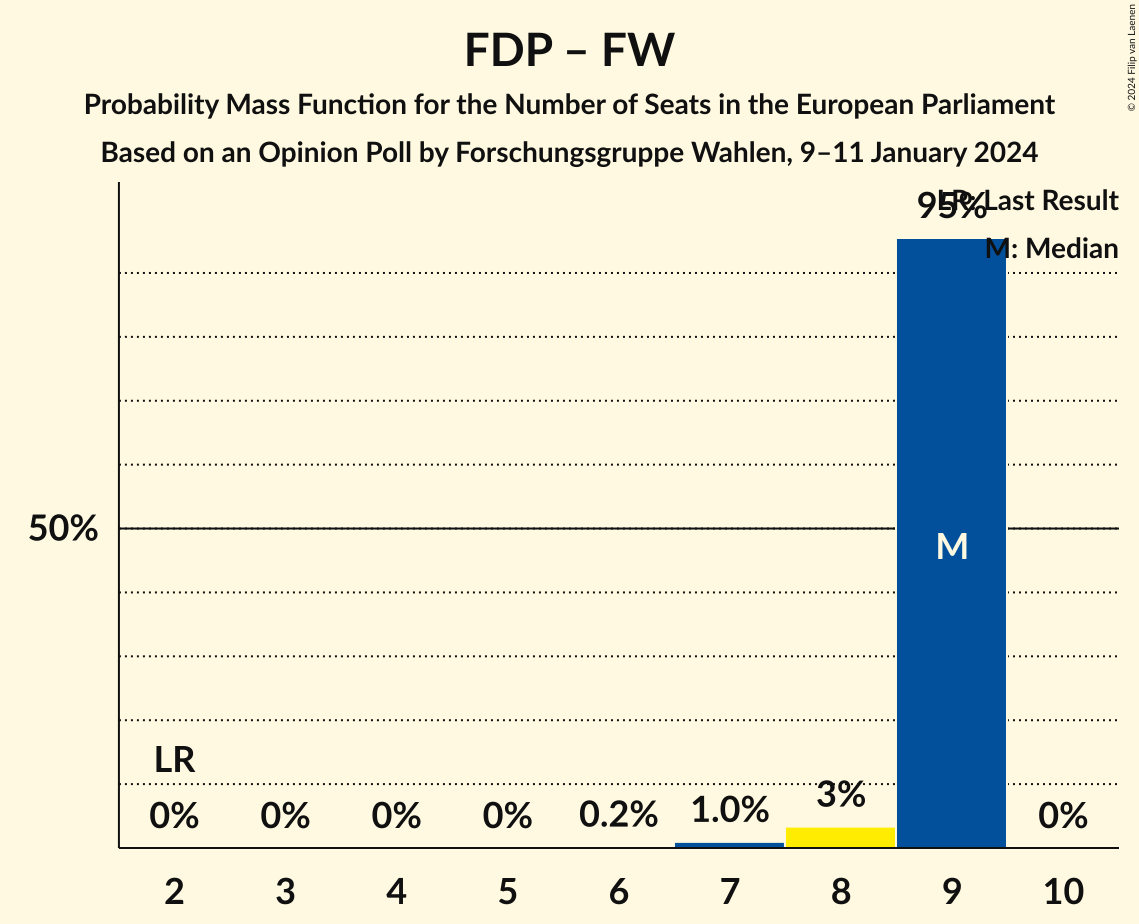 FDP – FW
Probability Mass Function for the Number of Seats in the European Parliament
Based on an Opinion Poll by Forschungsgruppe Wahlen, 9–11 January 2024
© 2024 Filip van Laenen
LR: Last Result
M: Median
95%
50%
M
LR
0% 0% 0% 0% 0.2% 1.0% 3% 0%
2 3 4 5 6 7 8 9 10